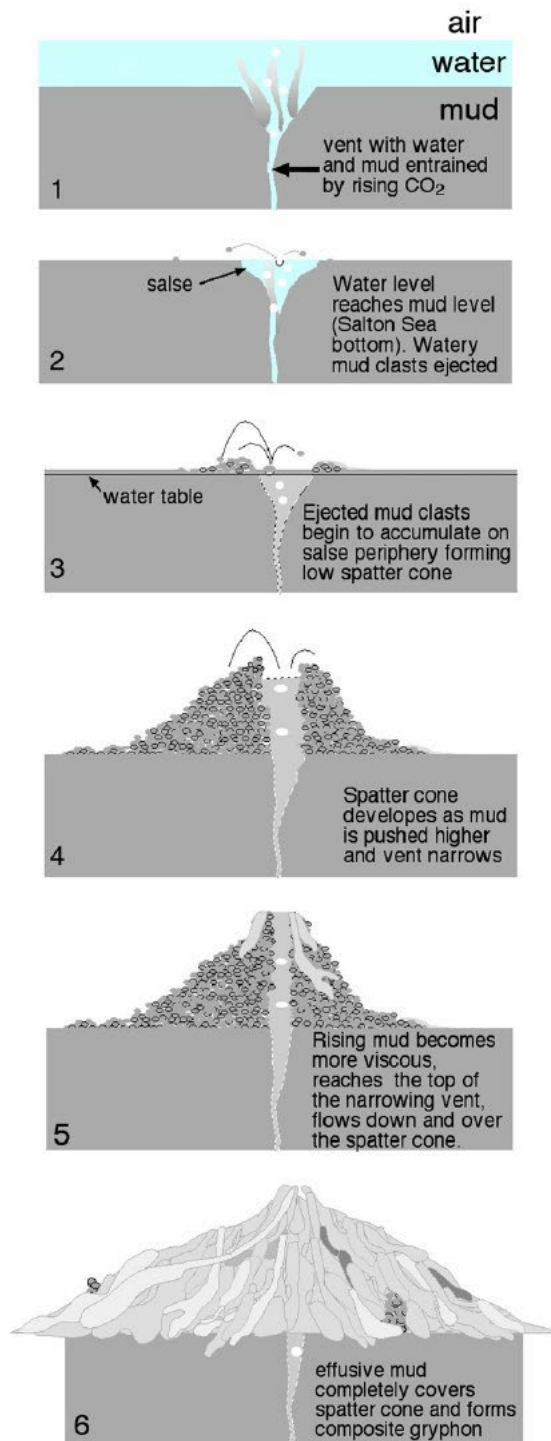 air
water
mud
vent with water
and mud entrained
by rising CO2
1
salse
Water level
reaches mud level
(Salton Sea
bottom). Watery
mud clasts ejected
2
water table
Ejected mud clasts
begin to accumulate on
salse periphery forming
low spatter cone
3
Spatter cone
developes as mud
is pushed higher
and vent narrows
4
Rising mud becomes
more viscous,
reaches the top of
the narrowing vent,
flows down and over
the spatter cone.
5
effusive mud
completely covers
spatter cone and forms
composite gryphon
6